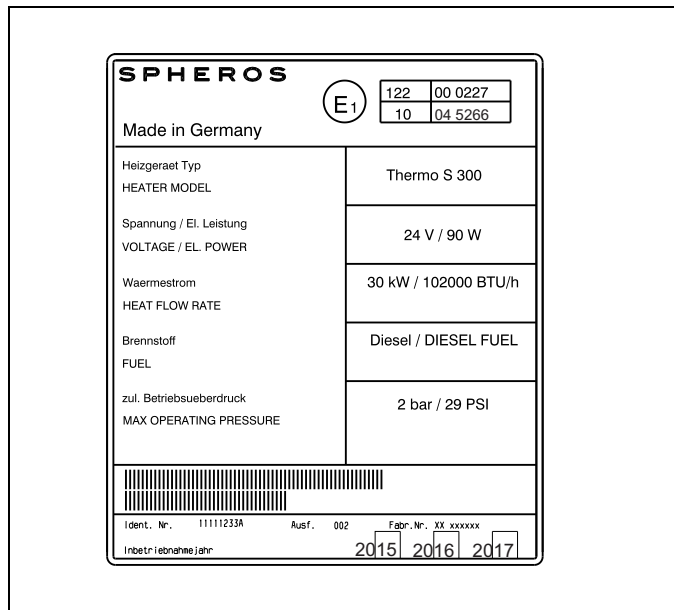 SPHEROS
E1
122 00 0227
10 04 5266
Made in Germany
Heizgeraet Typ
HEATER MODEL
Thermo S 300
Spannung / El. Leistung
VOLTAGE / EL. POWER
24 V / 90 W
Waermestrom
HEAT FLOW RATE
30 kW / 102000 BTU/h
Brennstoff
FUEL
Diesel / DIESEL FUEL
zul. Betriebsueberdruck
MAX OPERATING PRESSURE
2 bar / 29 PSI
Ident. Nr. 11111233A Ausf. 002 Fabr.Nr. XX xxxxxx
Inbetriebnahmejahr 2015 2016 2017